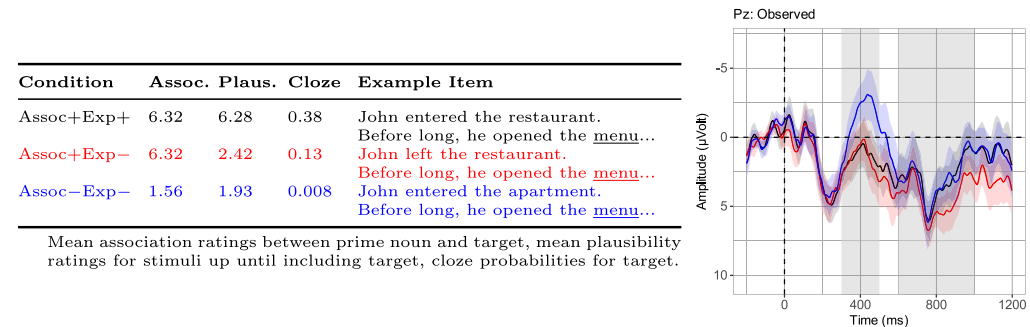 Condition Assoc. Plaus. Cloze Example Item
Assoc+Exp+ 6.32 6.28 0.38 John entered the restaurant.
Before long, he opened the menu...
Assoc+Exp− 6.32 2.42 0.13 John left the restaurant.
Before long, he opened the menu...
Assoc−Exp− 1.56 1.93 0.008 John entered the apartment.
Before long, he opened the menu...
Mean association ratings between prime noun and target, mean plausibility
ratings for stimuli up until including target, cloze probabilities for target.
Pz: Observed
Amplitude (µVolt)
-5
0
5
10
0 400 800 1200
Time (ms)